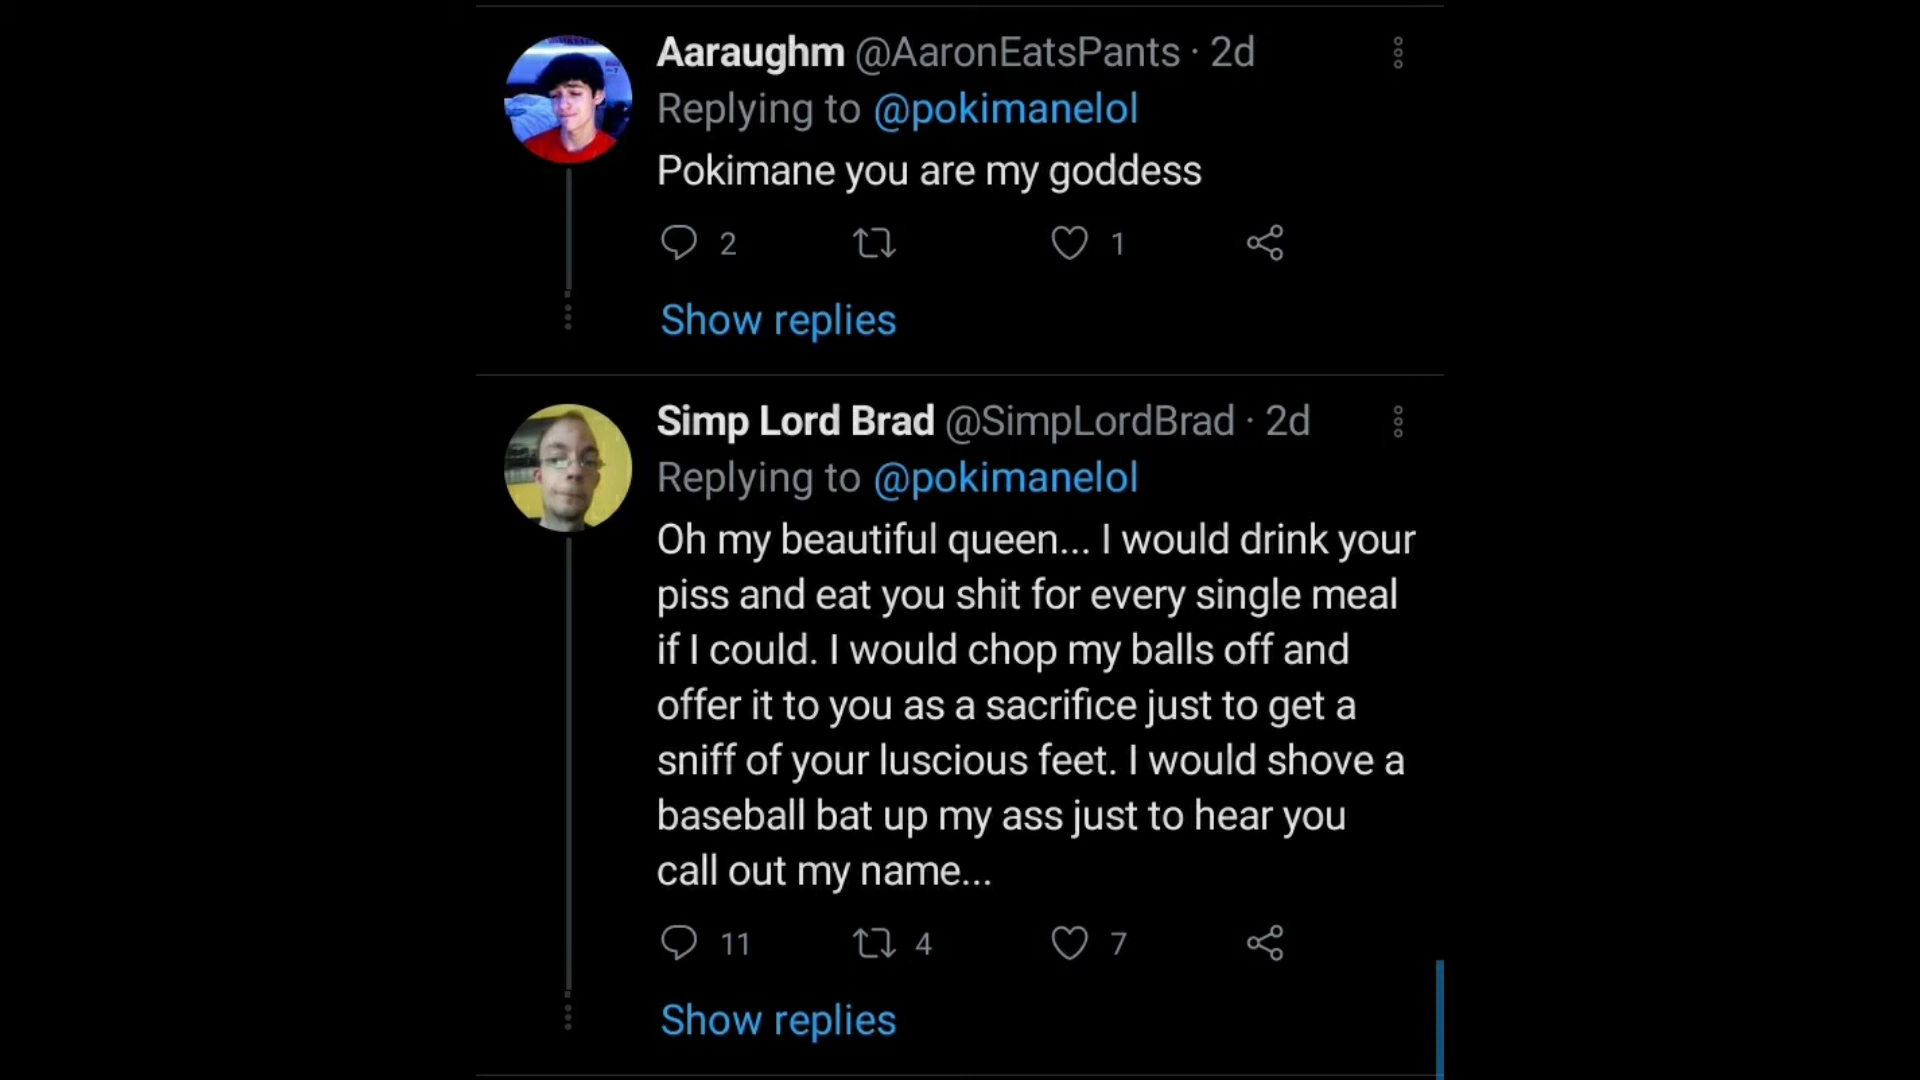 Aaraughm @AaronEatsPants · 2d
Replying to @pokimanelol
Pokimane you are my goddess
2 1
Show replies
Simp Lord Brad @SimpLordBrad · 2d
Replying to @pokimanelol
Oh my beautiful queen... I would drink your
piss and eat you shit for every single meal
if I could. I would chop my balls off and
offer it to you as a sacrifice just to get a
sniff of your luscious feet. I would shove a
baseball bat up my ass just to hear you
call out my name...
11 4 7
Show replies